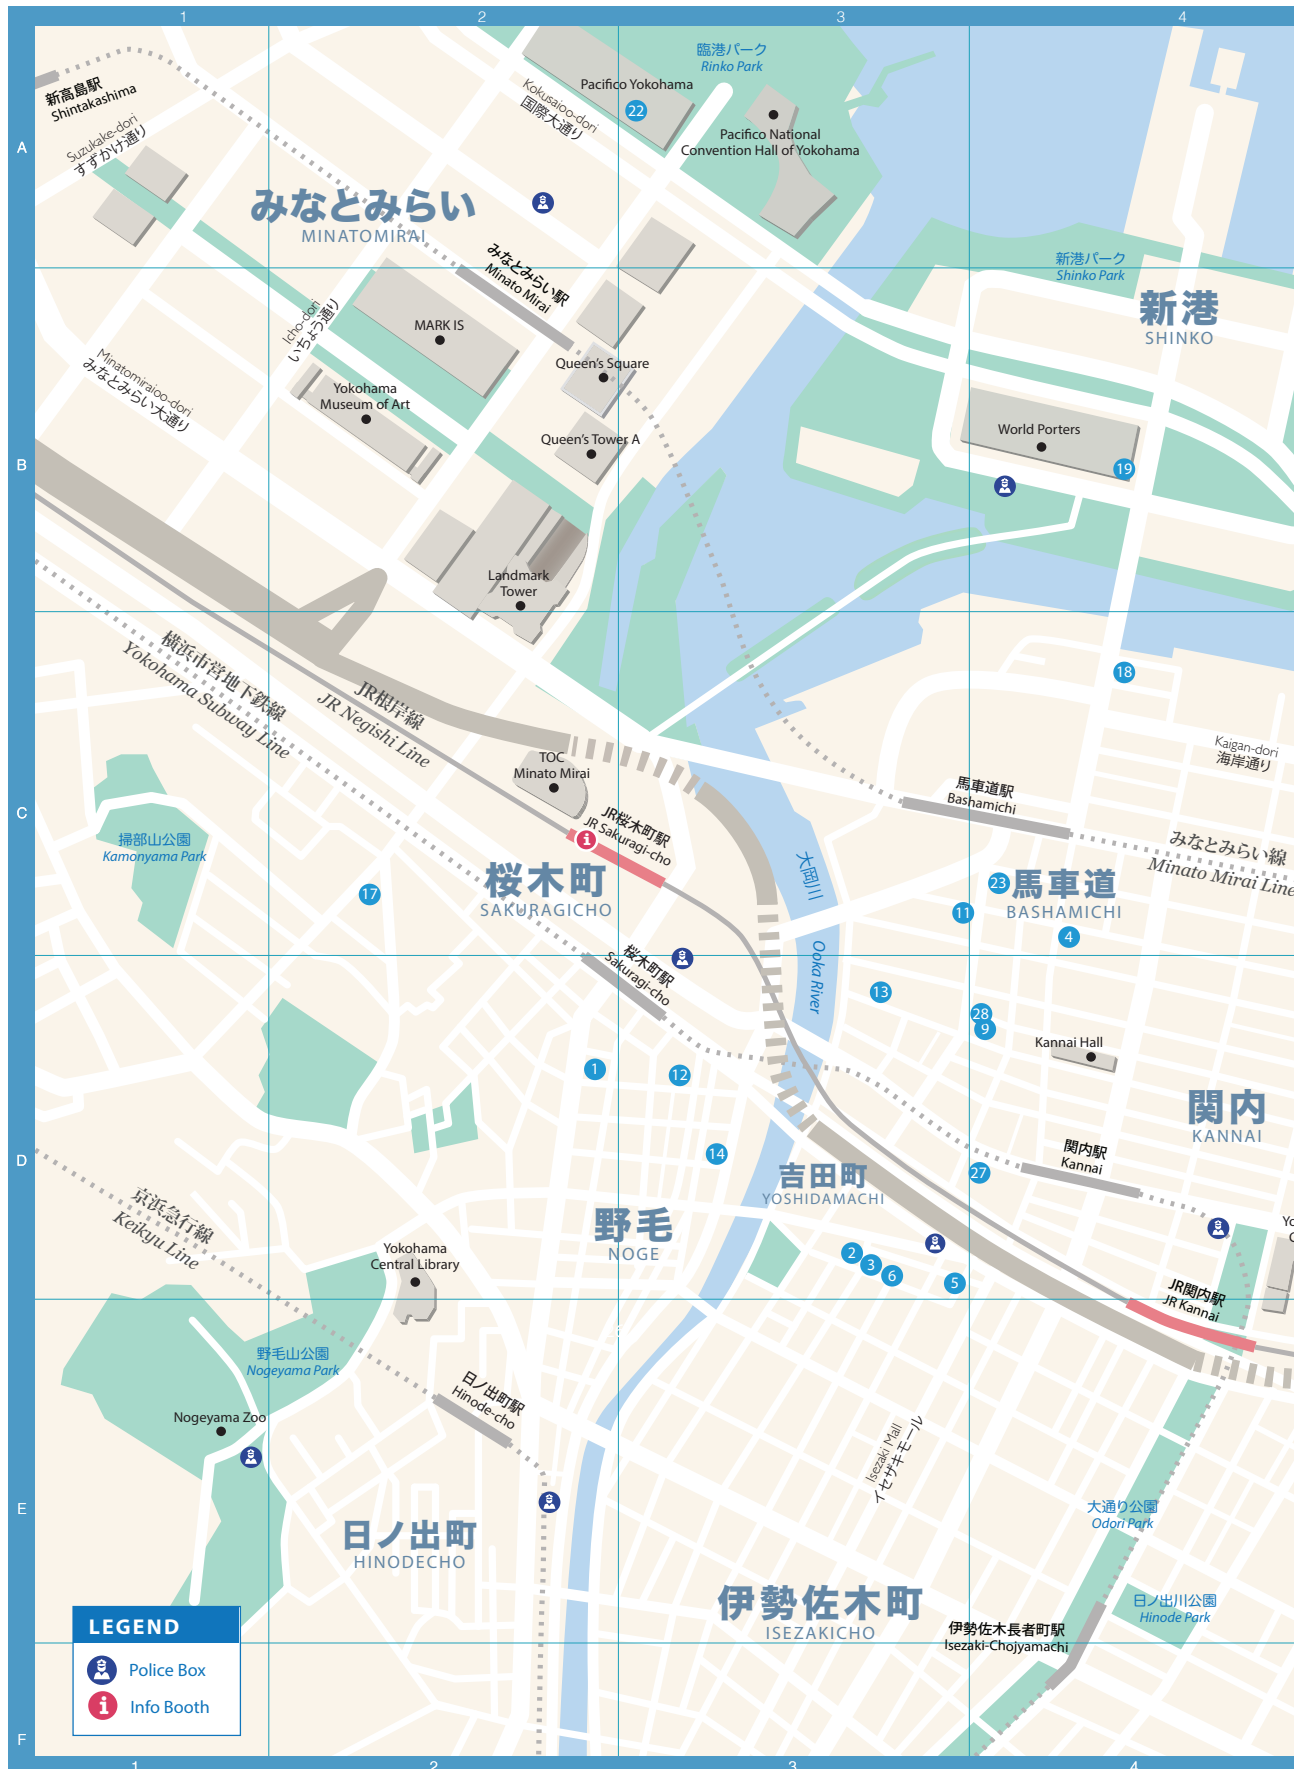 1
2
3
4
A
B
C
D
E
F
新高島駅
Shintakashima
Suzukake-dori
すずかけ通り
みなとみらい
MINATOMIRAI
Kokusaioo-dori
国際大通り
Pacifico Yokohama
22
臨港パーク
Rinko Park
Pacifico National
Convention Hall of Yokohama
新港パーク
Shinko Park
新港
SHINKO
みなとみらい駅
Minato Mirai
Icho-dori
いちょう通り
MARK IS
Minatomiraioo-dori
みなとみらい大通り
Yokohama
Museum of Art
Queen's Square
Queen's Tower A
World Porters
19
Landmark
Tower
横浜市営地下鉄線
Yokohama Subway Line
JR根岸線
JR Negishi Line
18
Kaigan-dori
海岸通り
TOC
Minato Mirai
馬車道駅
Bashamichi
JR桜木町駅
JR Sakuragi-cho
みなとみらい線
Minato Mirai Line
掃部山公園
Kamonyama Park
17
桜木町
SAKURAGICHO
大岡川
Ooka River
23
馬車道
BASHAMICHI
11
4
桜木町駅
Sakuragi-cho
13
28
9
Kannai Hall
1
12
関内
KANNAI
14
関内駅
Kannai
27
吉田町
YOSHIDAMACHI
京浜急行線
Keikyu Line
野毛
NOGE
Yokohama
Central Library
2
3
6
5
Yo
C
JR関内駅
JR Kannai
野毛山公園
Nogeyama Park
日ノ出町駅
Hinode-cho
Nogeyama Zoo
Isezaki Mall
イセザキモール
大通り公園
Odori Park
日ノ出町
HINODECHO
伊勢佐木町
ISEZAKICHO
日ノ出川公園
Hinode Park
伊勢佐木長者町駅
Isezaki-Chojyamachi
LEGEND
Police Box
i
Info Booth
1
2
3
4